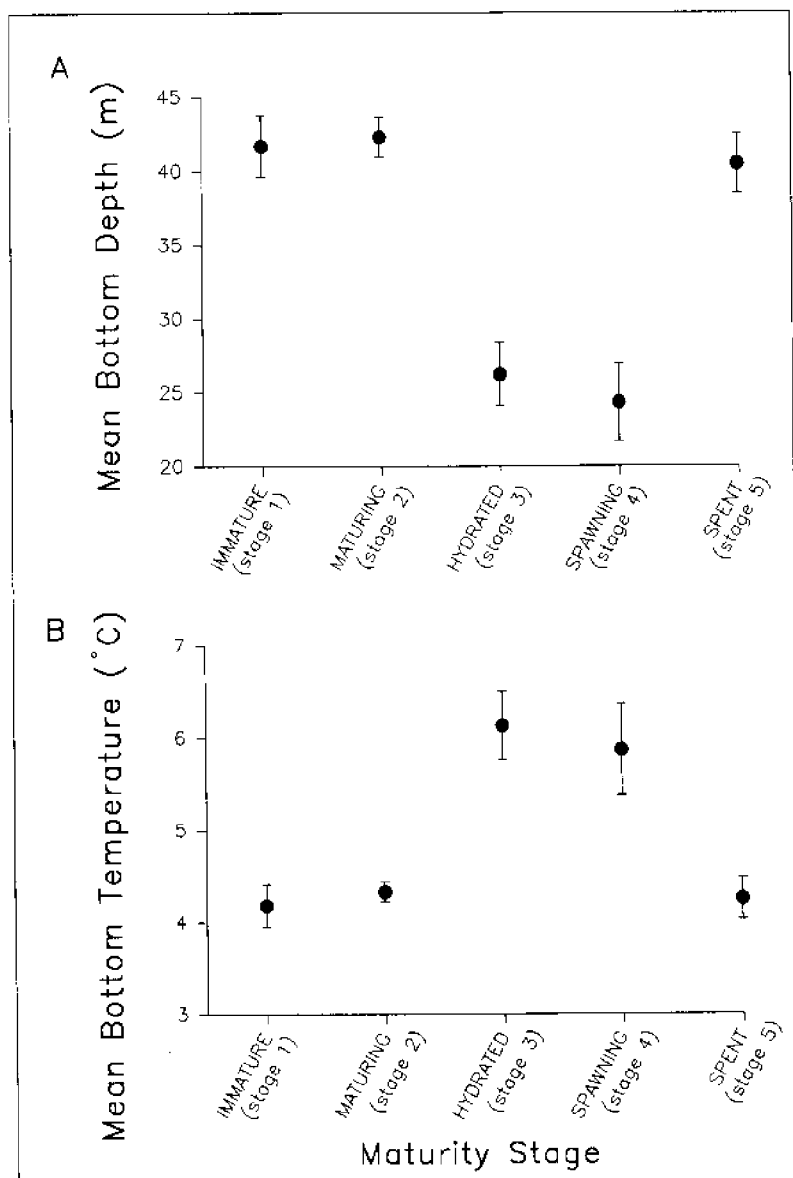 A
Mean Bottom Depth (m)
45
40
35
30
25
20
IMMATURE
(stage 1)
MATURING
(stage 2)
HYDRATED
(stage 3)
SPAWNING
(stage 4)
SPENT
(stage 5)
B
Mean Bottom Temperature (°C)
7
6
5
4
3
IMMATURE
(stage 1)
MATURING
(stage 2)
HYDRATED
(stage 3)
SPAWNING
(stage 4)
SPENT
(stage 5)
Maturity Stage